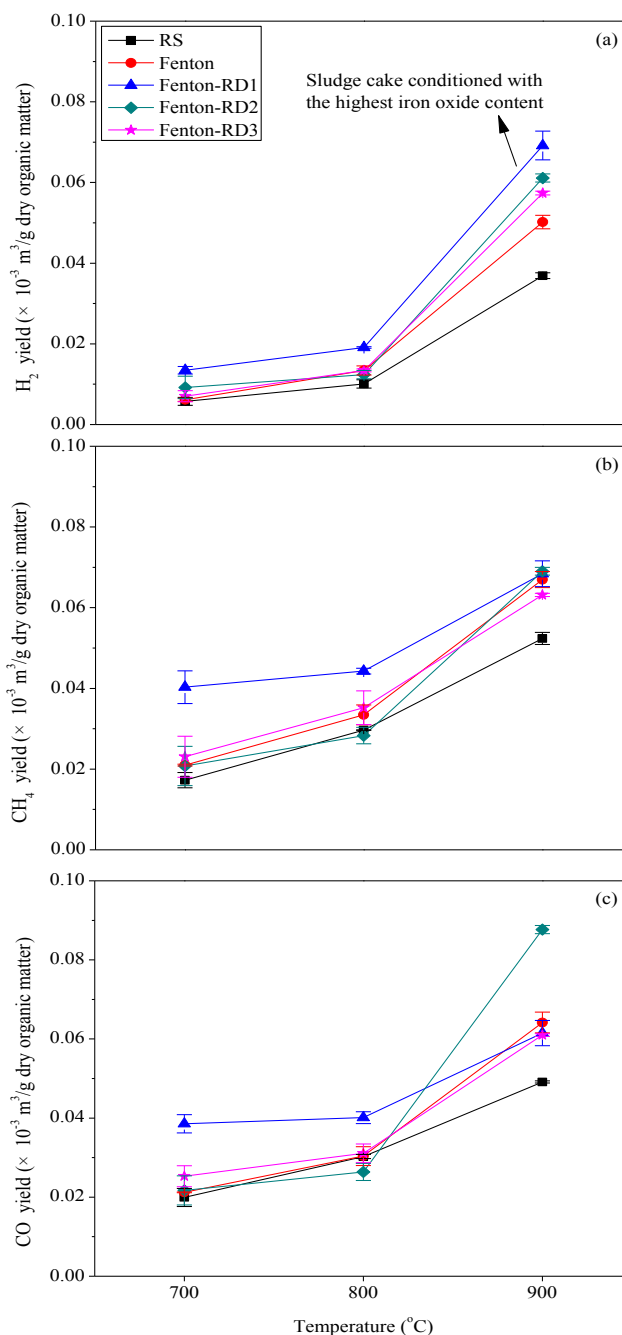 0.10
RS
Fenton
Fenton-RD1
Fenton-RD2
Fenton-RD3
(a)
Sludge cake conditioned with
the highest iron oxide content
0.08
0.06
0.04
0.02
0.00
H₂ yield (× 10⁻³ m³/g dry organic matter)
0.10
(b)
0.08
0.06
0.04
0.02
0.00
CH₄ yield (× 10⁻³ m³/g dry organic matter)
0.10
(c)
0.08
0.06
0.04
0.02
0.00
CO yield (× 10⁻³ m³/g dry organic matter)
700 800 900
Temperature (°C)